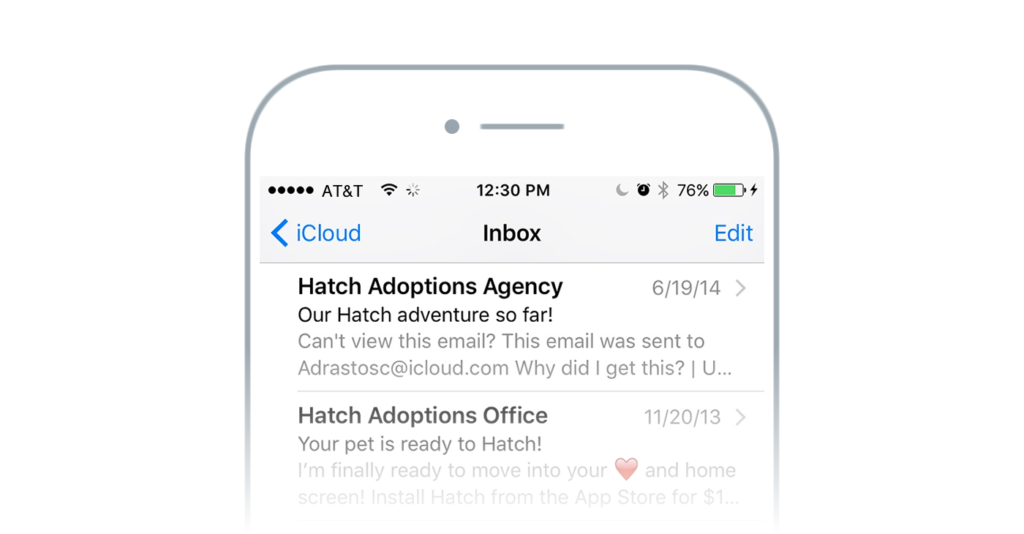 AT&T 12:30 PM 76%
iCloud Inbox Edit
Hatch Adoptions Agency 6/19/14
Our Hatch adventure so far!
Can't view this email? This email was sent to
Adrastosc@icloud.com Why did I get this? | U...
Hatch Adoptions Office 11/20/13
Your pet is ready to Hatch!
I'm finally ready to move into your ❤️ and home
screen! Install Hatch from the App Store for $1...